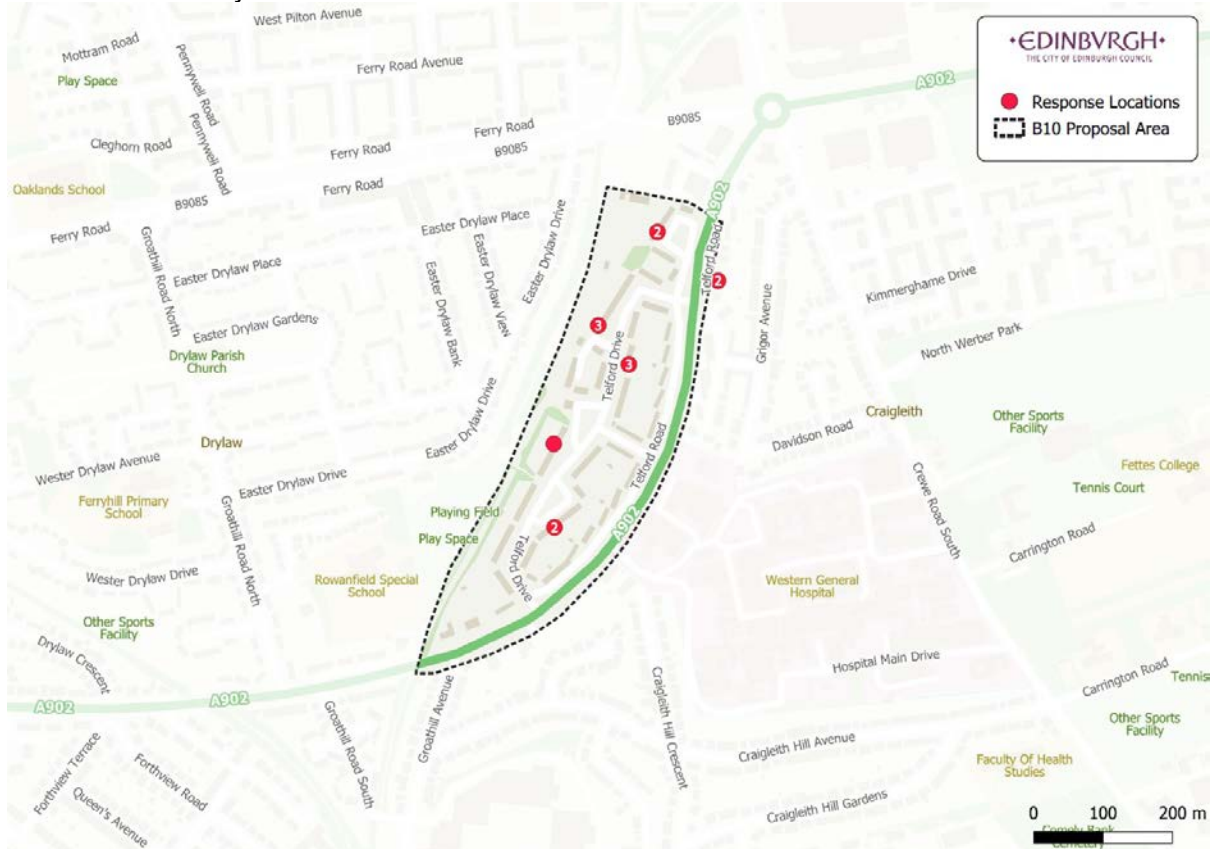 West Pilton Avenue
Mottram Road
Pennywell Road
Play Space
Ferry Road Avenue
A902
·EDINBVRGH·
THE CITY OF EDINBURGH COUNCIL
Response Locations
B10 Proposal Area
Pennywell Road
Cleghorn Road
Ferry Road
B9085
Ferry Road
B9085
Oaklands School
Ferry Road
B9085
Ferry Road
Groathill Road North
Easter Drylaw Place
Easter Drylaw Drive
A902
Telford Road
2
2
Easter Drylaw Place
Easter Drylaw View
Easter Drylaw Bank
Kimmerghame Drive
Easter Drylaw Gardens
3
Telford Drive
3
Grigor Avenue
North Werber Park
Drylaw Parish
Church
Drylaw
Easter Drylaw Drive
Craigleith
Other Sports
Facility
Davidson Road
Telford Road
Wester Drylaw Avenue
Ferryhill Primary
School
Easter Drylaw Drive
Fettes College
Tennis Court
Crewe Road South
Groathill Road North
Playing Field
Play Space
2
A902
Carrington Road
Telford Drive
Wester Drylaw Drive
Rowanfield Special
School
Western General
Hospital
Other Sports
Facility
Drylaw Crescent
Hospital Main Drive
Carrington Road
Tennis
A902
A902
Groathill Avenue
Craigleith Hill Crescent
Other Sports
Facility
Groathill Road South
Forthview Terrace
Forthview Road
Queen's Avenue
Craigleith Hill Avenue
Faculty Of Health
Studies
Craigleith Hill Gardens
0 100 200 m
Comely Bank
Cemetery